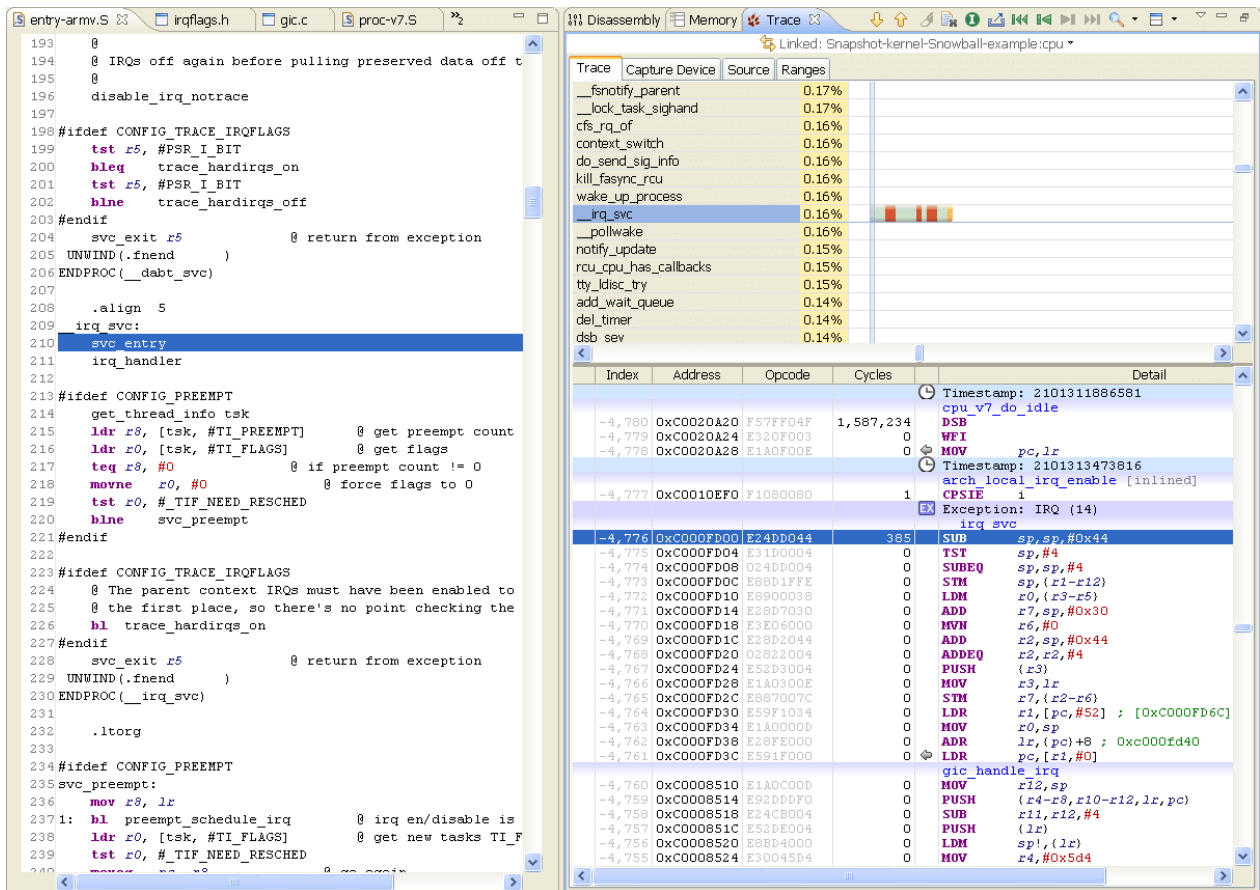 entry-armv.S
irqflags.h
gic.c
proc-v7.S
»2
193 @
194 @ IRQs off again before pulling preserved data off t
195 @
196 disable_irq_notrace
197
198 #ifdef CONFIG_TRACE_IRQFLAGS
199 tst r5, #PSR_I_BIT
200 bleq trace_hardirqs_on
201 tst r5, #PSR_I_BIT
202 blne trace_hardirqs_off
203 #endif
204 svc_exit r5 @ return from exception
205 UNWIND(.fnend )
206 ENDPROC(__dabt_svc)
207
208 .align 5
209 __irq_svc:
210 svc_entry
211 irq_handler
212
213 #ifdef CONFIG_PREEMPT
214 get_thread_info tsk
215 ldr r8, [tsk, #TI_PREEMPT] @ get preempt count
216 ldr r0, [tsk, #TI_FLAGS] @ get flags
217 teq r8, #0 @ if preempt count != 0
218 movne r0, #0 @ force flags to 0
219 tst r0, #_TIF_NEED_RESCHED
220 blne svc_preempt
221 #endif
222
223 #ifdef CONFIG_TRACE_IRQFLAGS
224 @ The parent context IRQs must have been enabled to
225 @ the first place, so there's no point checking the
226 bl trace_hardirqs_on
227 #endif
228 svc_exit r5 @ return from exception
229 UNWIND(.fnend )
230 ENDPROC(__irq_svc)
231
232 .ltorg
233
234 #ifdef CONFIG_PREEMPT
235 svc_preempt:
236 mov r8, lr
237 1: bl preempt_schedule_irq @ irq en/disable is
238 ldr r0, [tsk, #TI_FLAGS] @ get new tasks TI_F
239 tst r0, #_TIF_NEED_RESCHED
Disassembly
Memory
Trace
Linked: Snapshot-kernel-Snowball-example:cpu
Trace
Capture Device
Source
Ranges
__fsnotify_parent 0.17%
__lock_task_sighand 0.17%
cfs_rq_of 0.16%
context_switch 0.16%
do_send_sig_info 0.16%
kill_fasync_rcu 0.16%
wake_up_process 0.16%
__irq_svc 0.16%
__pollwake 0.16%
notify_update 0.15%
rcu_cpu_has_callbacks 0.15%
tty_ldisc_try 0.15%
add_wait_queue 0.14%
del_timer 0.14%
dsb_sev 0.14%
Index Address Opcode Cycles Detail
Timestamp: 2101311886581
cpu_v7_do_idle
-4,780 0xC0020A20 F57FF04F 1,587,234 DSB
-4,779 0xC0020A24 E320F003 0 WFI
-4,778 0xC0020A28 E1A0F00E 0 MOV pc,lr
Timestamp: 2101313473816
arch_local_irq_enable [inlined]
-4,777 0xC0010EF0 F1080080 1 CPSIE i
EX Exception: IRQ (14)
__irq_svc
-4,776 0xC000FD00 E24DD044 385 SUB sp,sp,#0x44
-4,775 0xC000FD04 E31D0004 0 TST sp,#4
-4,774 0xC000FD08 024DD004 0 SUBEQ sp,sp,#4
-4,773 0xC000FD0C E88D1FFE 0 STM sp,{r1-r12}
-4,772 0xC000FD10 E8900038 0 LDM r0,{r3-r5}
-4,771 0xC000FD14 E28D7030 0 ADD r7,sp,#0x30
-4,770 0xC000FD18 E3E06000 0 MVN r6,#0
-4,769 0xC000FD1C E28D2044 0 ADD r2,sp,#0x44
-4,768 0xC000FD20 02822004 0 ADDEQ r2,r2,#4
-4,767 0xC000FD24 E52D3004 0 PUSH {r3}
-4,766 0xC000FD28 E1A0300E 0 MOV r3,lr
-4,765 0xC000FD2C E887007C 0 STM r7,{r2-r6}
-4,764 0xC000FD30 E59F1034 0 LDR r1,[pc,#52] ; [0xC000FD6C]
-4,763 0xC000FD34 E1A0000D 0 MOV r0,sp
-4,762 0xC000FD38 E28FE000 0 ADR lr,{pc}+8 ; 0xc000fd40
-4,761 0xC000FD3C E591F000 0 LDR pc,[r1,#0]
gic_handle_irq
-4,760 0xC0008510 E1A0C00D 0 MOV r12,sp
-4,759 0xC0008514 E92DDDF0 0 PUSH {r4-r8,r10-r12,lr,pc}
-4,758 0xC0008518 E24CB004 0 SUB r11,r12,#4
-4,757 0xC000851C E52DE004 0 PUSH {lr}
-4,756 0xC0008520 E8BD4000 0 LDM sp!,{lr}
-4,755 0xC0008524 E30045D4 0 MOV r4,#0x5d4